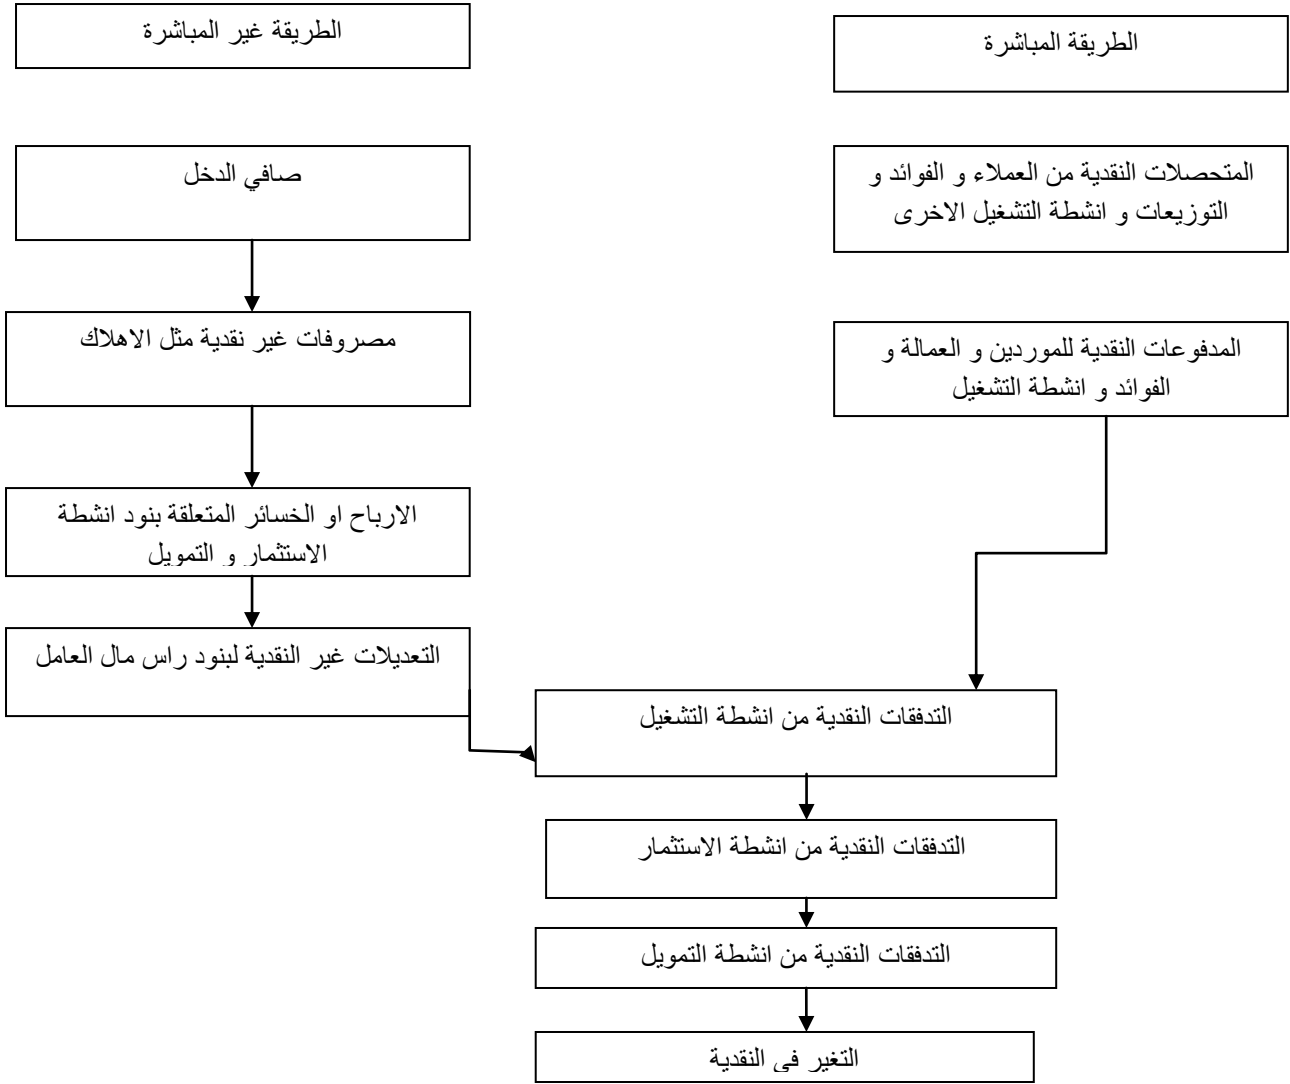 الطريقة المباشرة
الطريقة غير المباشرة
المتحصلات النقدية من العملاء و الفوائد و
التوزيعات و انشطة التشغيل الاخرى
المدفوعات النقدية للموردين و العمالة و
الفوائد و انشطة التشغيل
صافي الدخل
مصروفات غير نقدية مثل الاهلاك
الارباح او الخسائر المتعلقة بنود انشطة
الاستثمار و التمويل
التعديلات غير النقدية لبنود راس مال العامل
التدفقات النقدية من انشطة التشغيل
التدفقات النقدية من انشطة الاستثمار
التدفقات النقدية من انشطة التمويل
التغير في النقدية